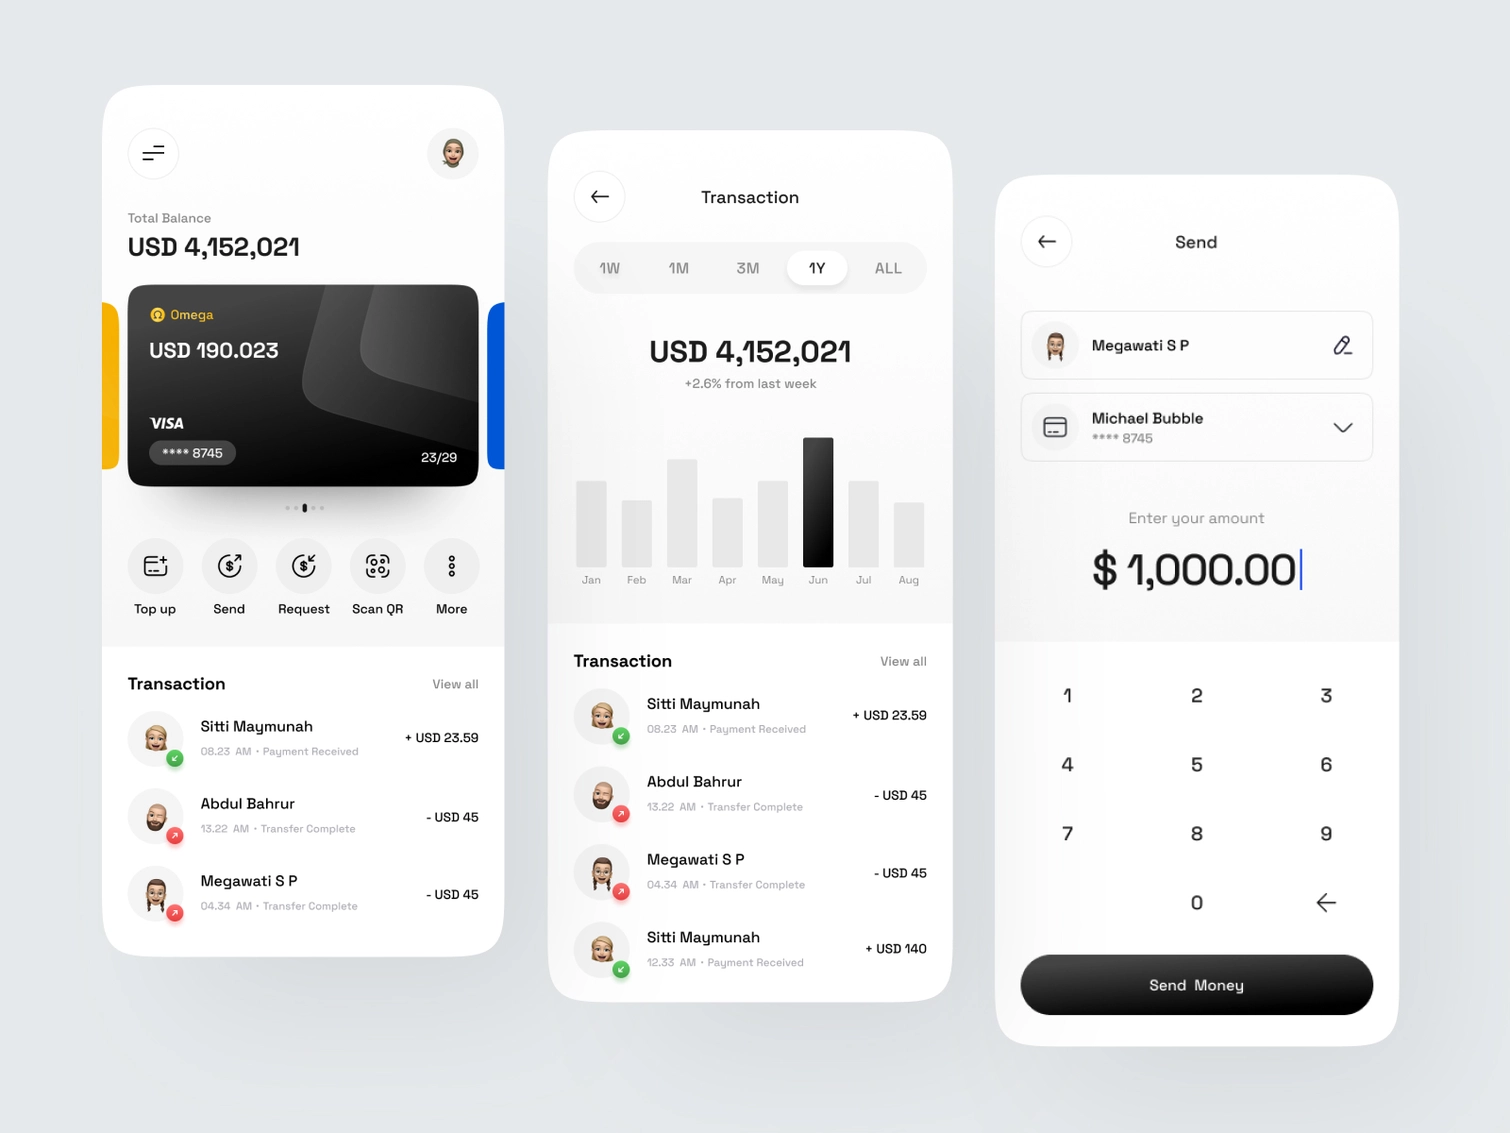 Total Balance
USD 4,152,021
Omega
USD 190.023
VISA
**** 8745
23/29
Top up
Send
Request
Scan QR
More
Transaction
View all
Sitti Maymunah
08.23 AM • Payment Received
+ USD 23.59
Abdul Bahrur
13.22 AM • Transfer Complete
- USD 45
Megawati S P
04.34 AM • Transfer Complete
- USD 45
Transaction
1W
1M
3M
1Y
ALL
USD 4,152,021
+2.6% from last week
Jan
Feb
Mar
Apr
May
Jun
Jul
Aug
Transaction
View all
Sitti Maymunah
08.23 AM • Payment Received
+ USD 23.59
Abdul Bahrur
13.22 AM • Transfer Complete
- USD 45
Megawati S P
04.34 AM • Transfer Complete
- USD 45
Sitti Maymunah
12.33 AM • Payment Received
+ USD 140
Send
Megawati S P
Michael Bubble
**** 8745
Enter your amount
$ 1,000.00
1
2
3
4
5
6
7
8
9
0
Send Money